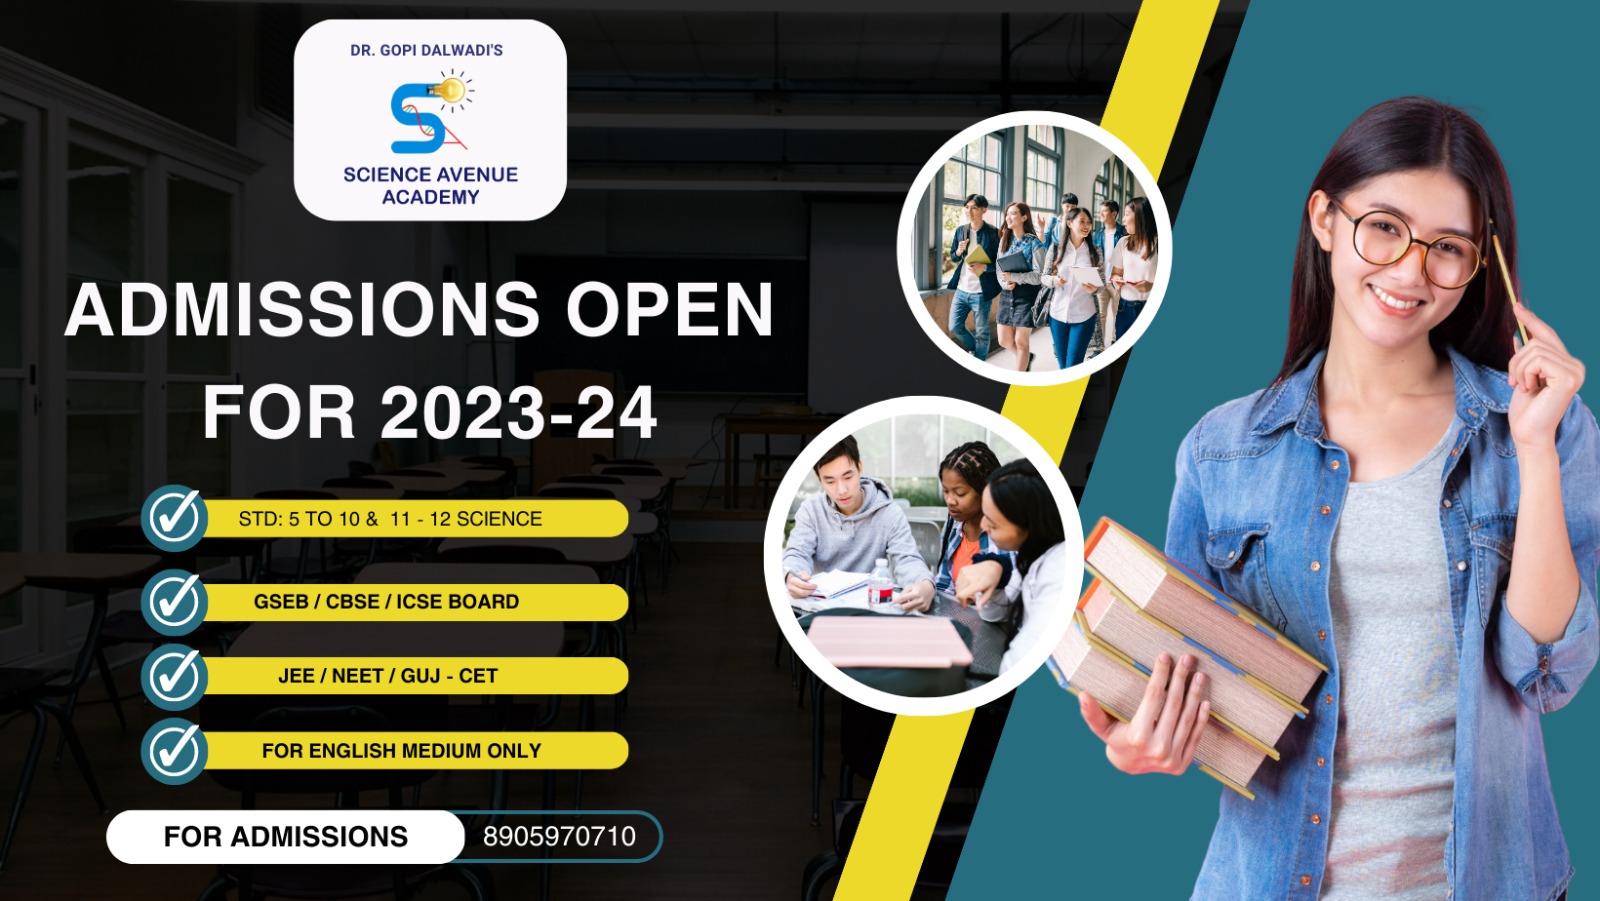 DR. GOPI DALWADI'S
SCIENCE AVENUE
ACADEMY
ADMISSIONS OPEN
FOR 2023-24
STD: 5 TO 10 & 11 - 12 SCIENCE
GSEB / CBSE / ICSE BOARD
JEE / NEET / GUJ - CET
FOR ENGLISH MEDIUM ONLY
FOR ADMISSIONS 8905970710